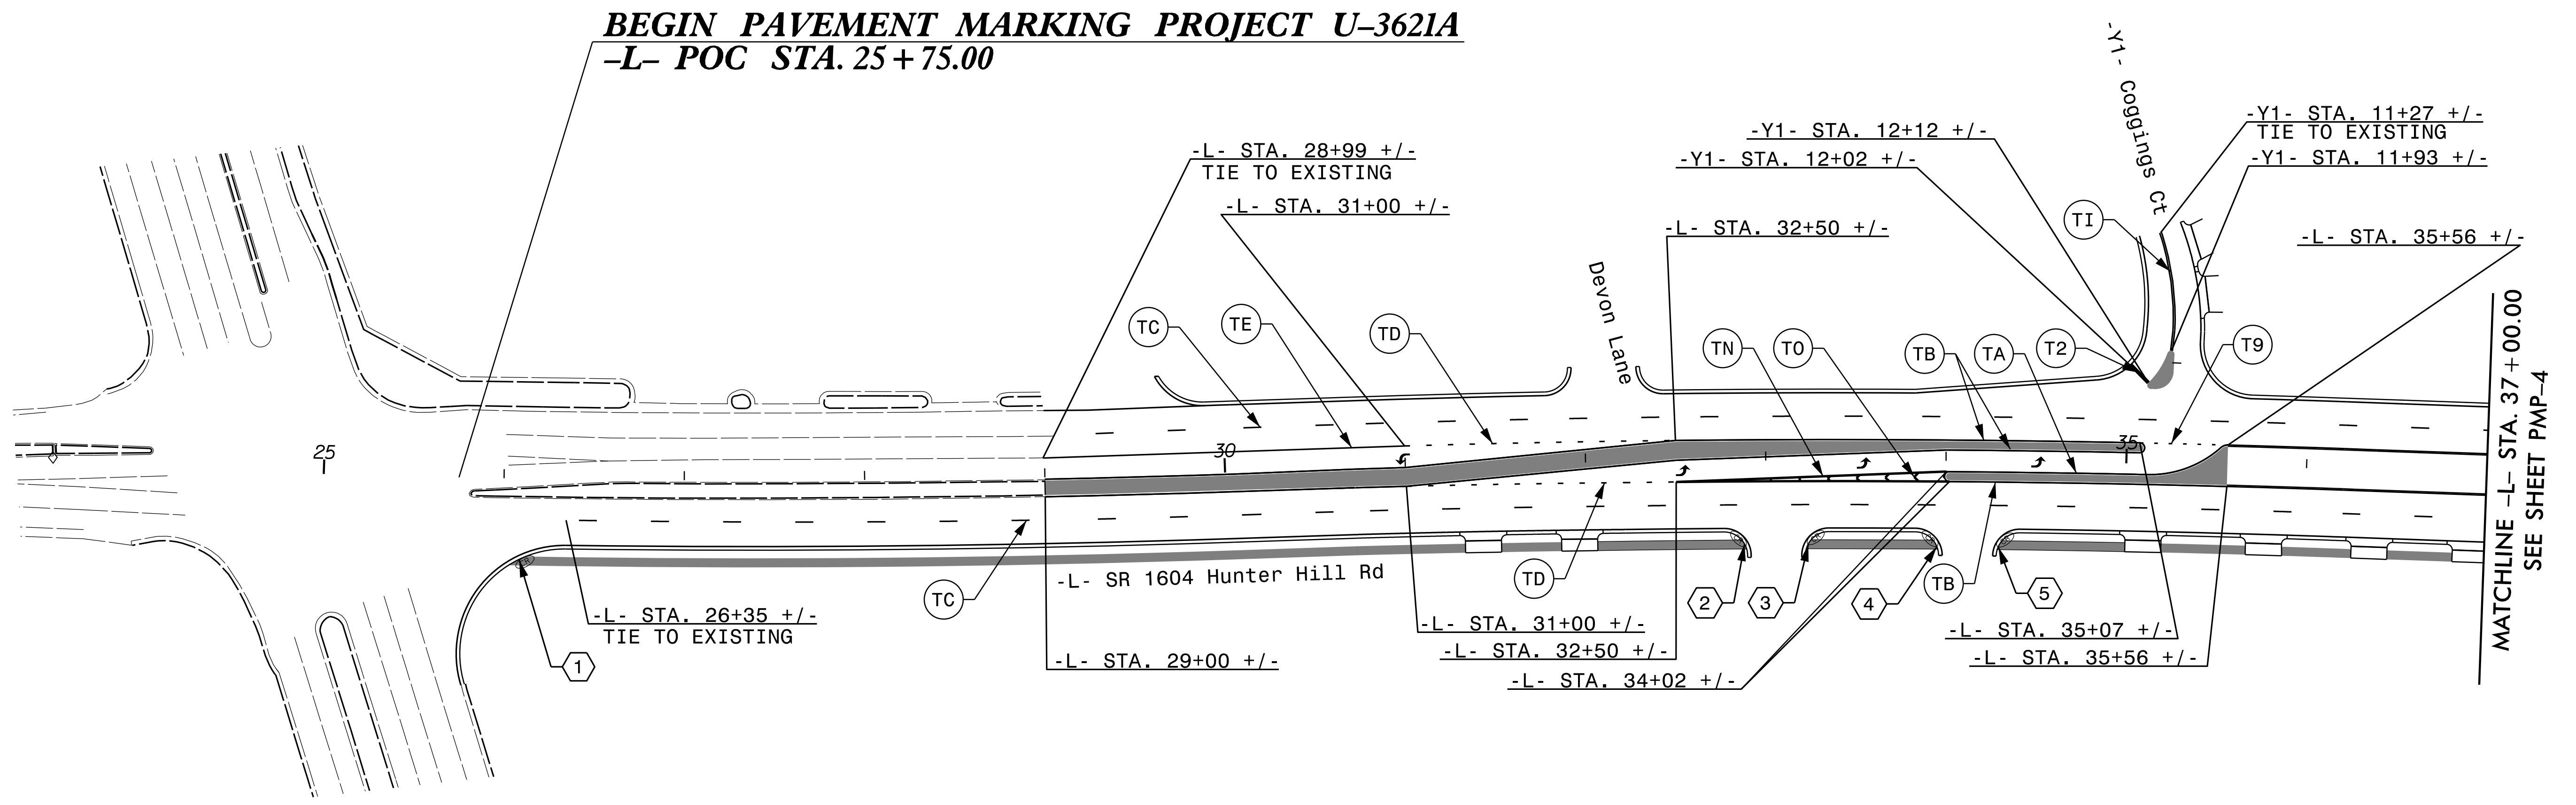 BEGIN PAVEMENT MARKING PROJECT U-3621A
-L- POC STA. 25+75.00
-Y1- Coggings Ct
-Y1- STA. 11+27 +/-
TIE TO EXISTING
-Y1- STA. 12+12 +/-
-Y1- STA. 12+02 +/-
-Y1- STA. 11+93 +/-
-L- STA. 28+99 +/-
TIE TO EXISTING
-L- STA. 31+00 +/-
-L- STA. 32+50 +/-
-L- STA. 35+56 +/-
TI
Devon Lane
TC
TE
TD
TN
TO
TB
TA
T2
T9
25
30
35
MATCHLINE -L- STA. 37+00.00
SEE SHEET PMP-4
-L- SR 1604 Hunter Hill Rd
TC
TD
TB
1
2
3
4
5
-L- STA. 26+35 +/-
TIE TO EXISTING
-L- STA. 29+00 +/-
-L- STA. 31+00 +/-
-L- STA. 32+50 +/-
-L- STA. 34+02 +/-
-L- STA. 35+07 +/-
-L- STA. 35+56 +/-